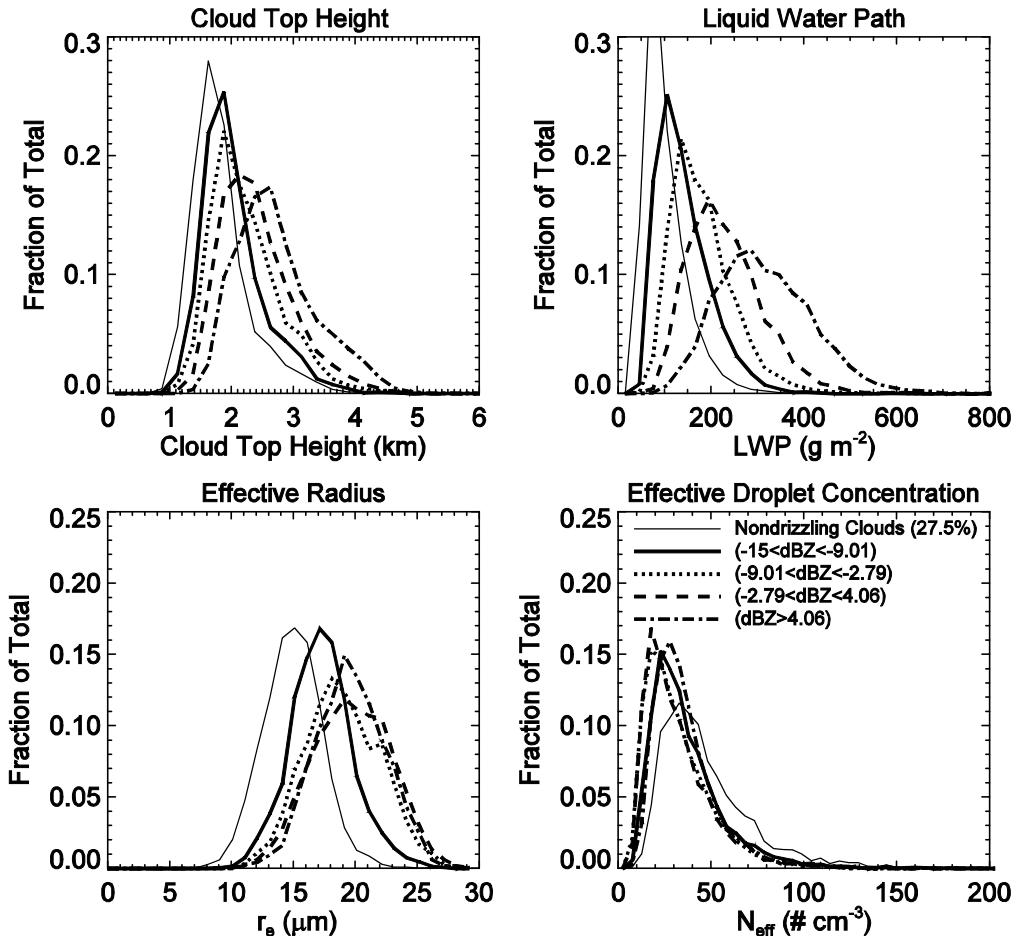 Cloud Top Height
Fraction of Total
0.3
0.2
0.1
0.0
0 1 2 3 4 5 6
Cloud Top Height (km)
Liquid Water Path
Fraction of Total
0.3
0.2
0.1
0.0
0 200 400 600 800
LWP (g m⁻²)
Effective Radius
Fraction of Total
0.25
0.20
0.15
0.10
0.05
0.00
0 5 10 15 20 25 30
rₑ (μm)
Effective Droplet Concentration
Fraction of Total
0.25
0.20
0.15
0.10
0.05
0.00
Nondrizzling Clouds (27.5%)
(-15<dBZ<-9.01)
(-9.01<dBZ<-2.79)
(-2.79<dBZ<4.06)
(dBZ>4.06)
0 50 100 150 200
Neff (# cm⁻³)